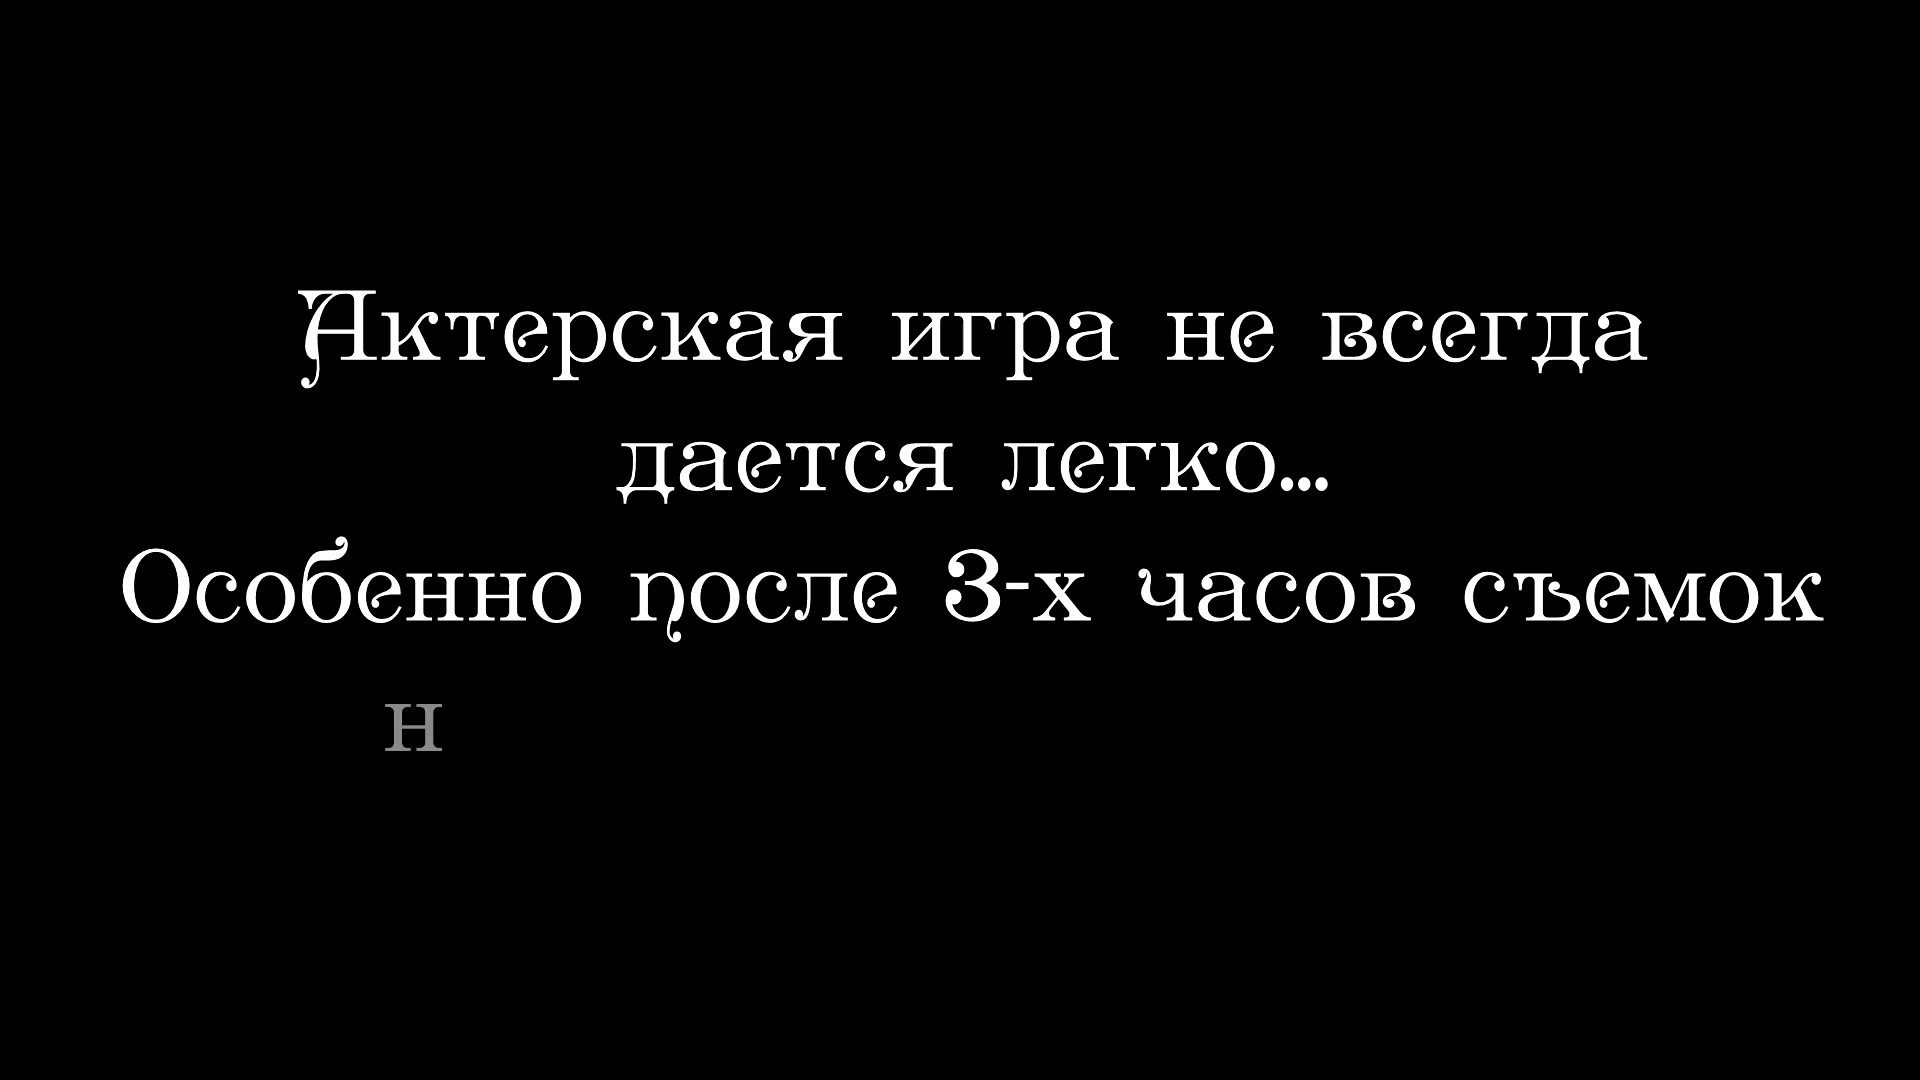 Актерская игра не всегда
дается легко...
Особенно после 3-х часов съемок
н